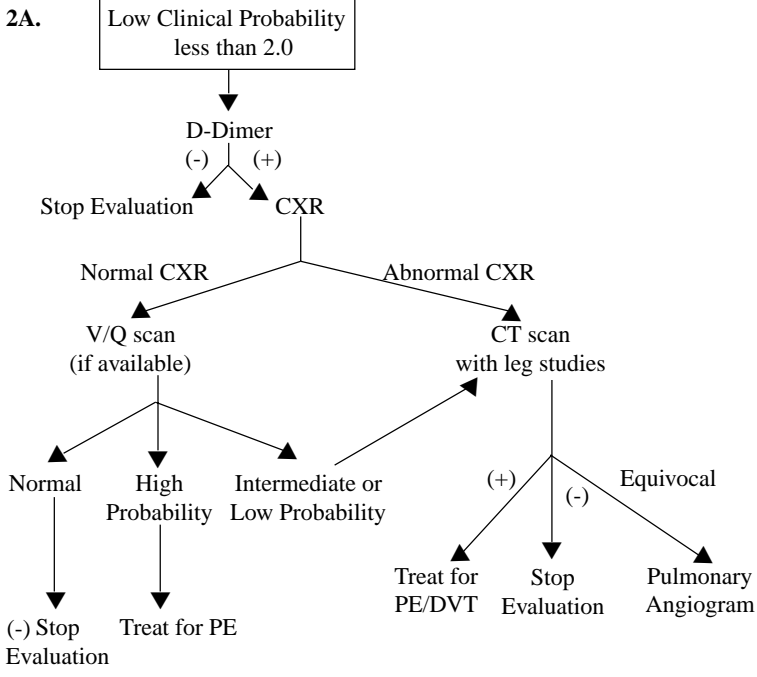 2A.
Low Clinical Probability
less than 2.0
D-Dimer
(-) (+)
Stop Evaluation
CXR
Normal CXR
Abnormal CXR
V/Q scan
(if available)
CT scan
with leg studies
Normal
High
Probability
Intermediate or
Low Probability
(+)
(-)
Equivocal
(-) Stop
Evaluation
Treat for PE
Treat for
PE/DVT
Stop
Evaluation
Pulmonary
Angiogram